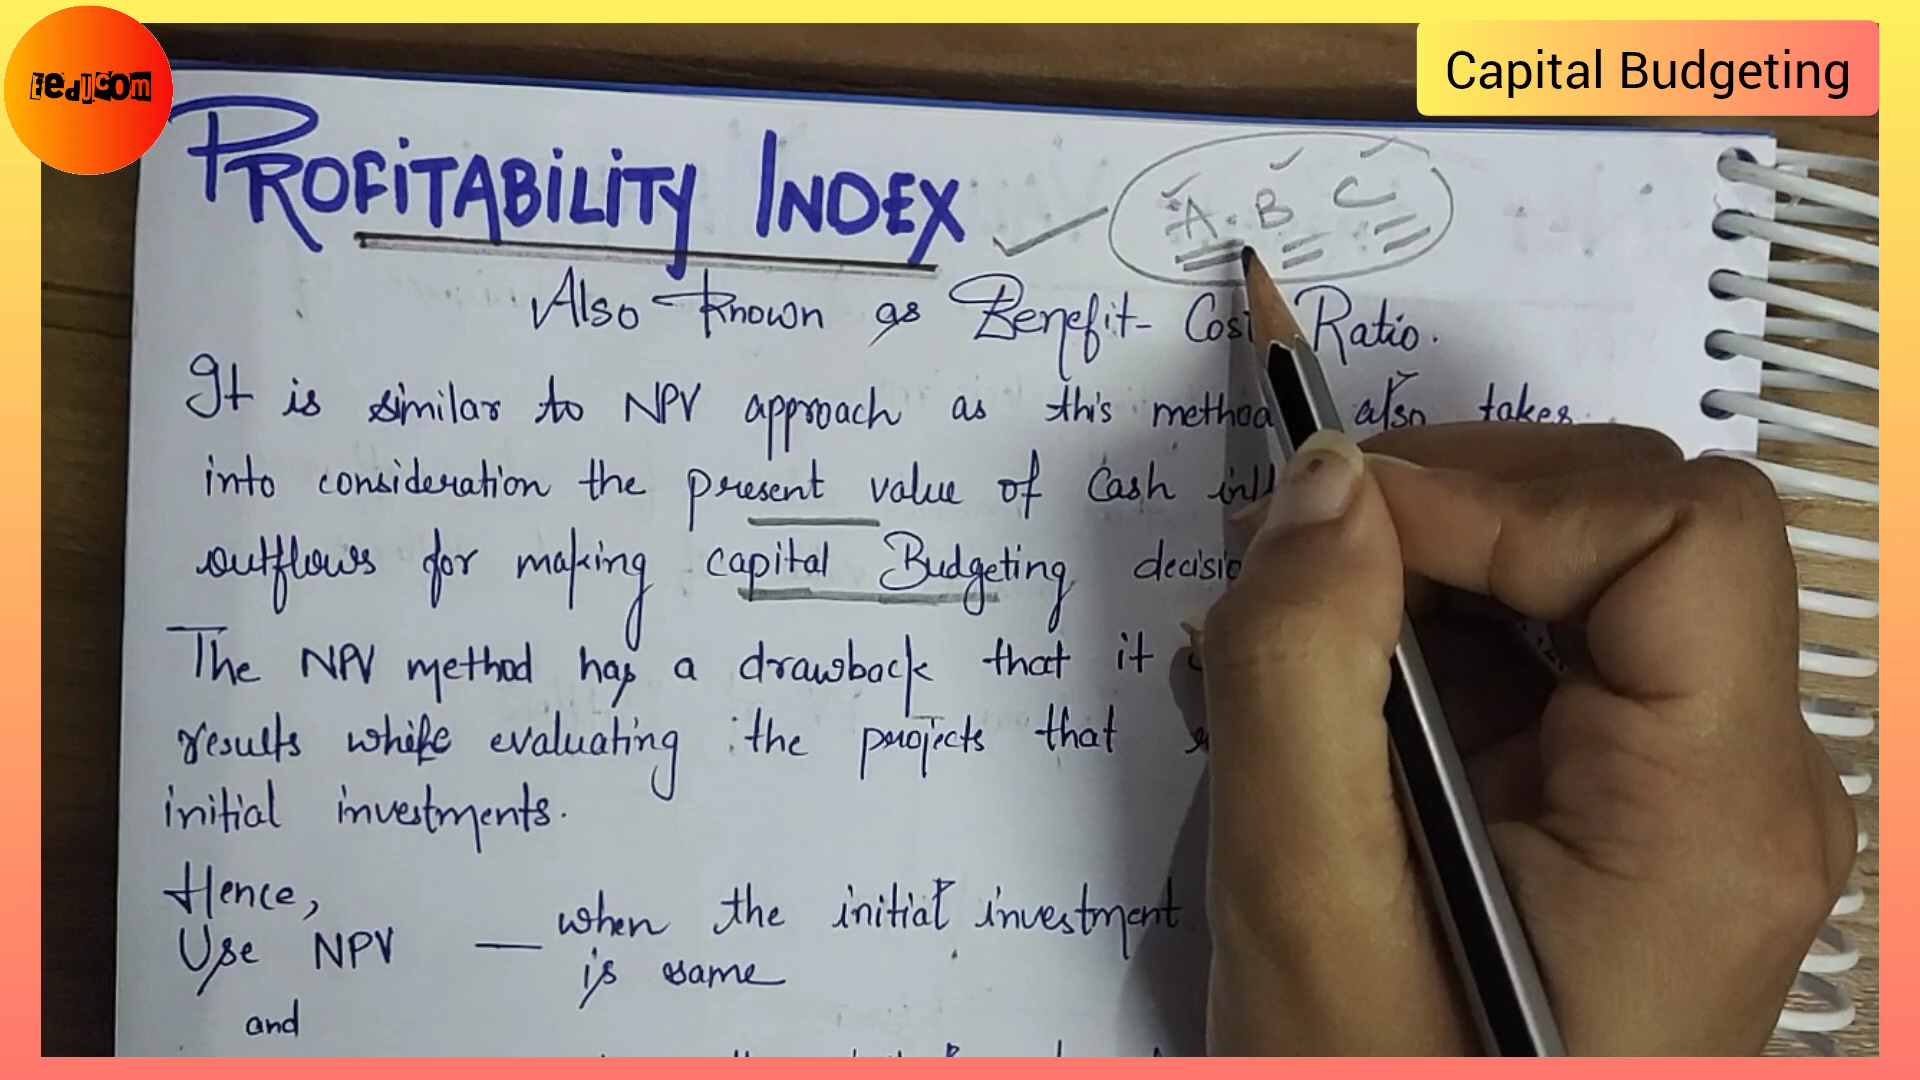 EeduCom
Capital Budgeting
PROFITABILITY INDEX
A B C
Also known as Benefit- Cost Ratio.
It is similar to NPV approach as this method also takes
into consideration the present value of Cash
outflows for making capital Budgeting
The NPV method has a drawback that it
results while evaluating the projects that
initial investments.
Hence,
Use NPV — when the initial investment
is same
and